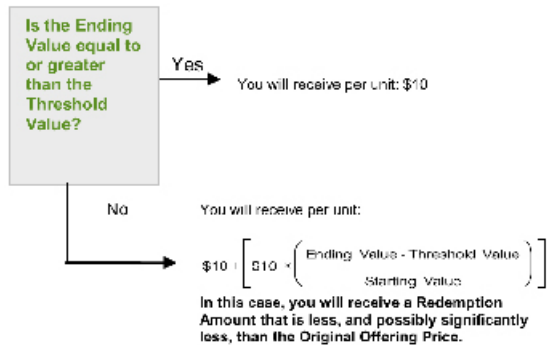 Is the Ending
Value equal to
or greater
than the
Threshold
Value?
Yes
You will receive per unit: $10
No
You will receive per unit:
$10 + [ $10 × ( Ending Value - Threshold Value
Starting Value ) ]
In this case, you will receive a Redemption
Amount that is less, and possibly significantly
less, than the Original Offering Price.